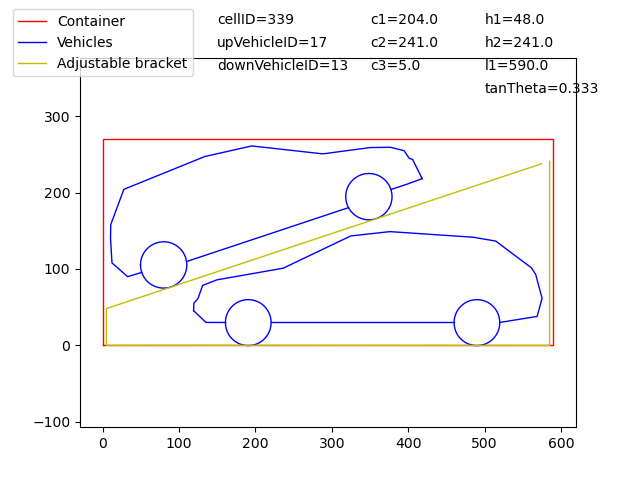 Container
Vehicles
Adjustable bracket
cellID=339
upVehicleID=17
downVehicleID=13
c1=204.0
c2=241.0
c3=5.0
h1=48.0
h2=241.0
l1=590.0
tanTheta=0.333
300
200
100
0
−100
0 100 200 300 400 500 600